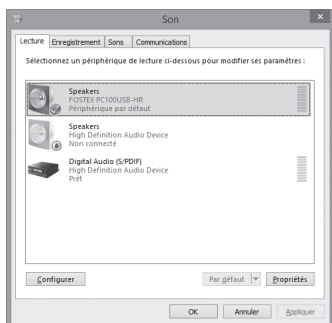 Son
Lecture Enregistrement Sons Communications
Sélectionnez un périphérique de lecture ci-dessous pour modifier ses paramètres :
Speakers
FOSTEX PC100USB-HR
Périphérique par défaut
Speakers
High Definition Audio Device
Non connecté
Digital Audio (S/PDIF)
High Definition Audio Device
Prêt
Configurer Par défaut Propriétés
OK Annuler Appliquer